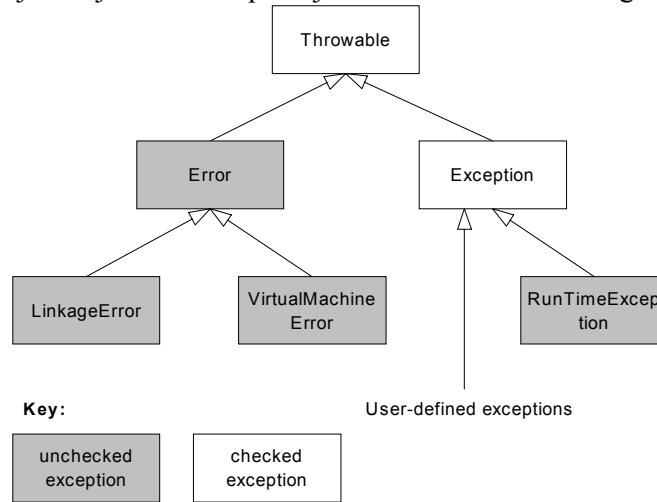 Throwable
Error
Exception
LinkageError
VirtualMachine
Error
RunTimeExcep
tion
Key:
User-defined exceptions
unchecked
exception
checked
exception